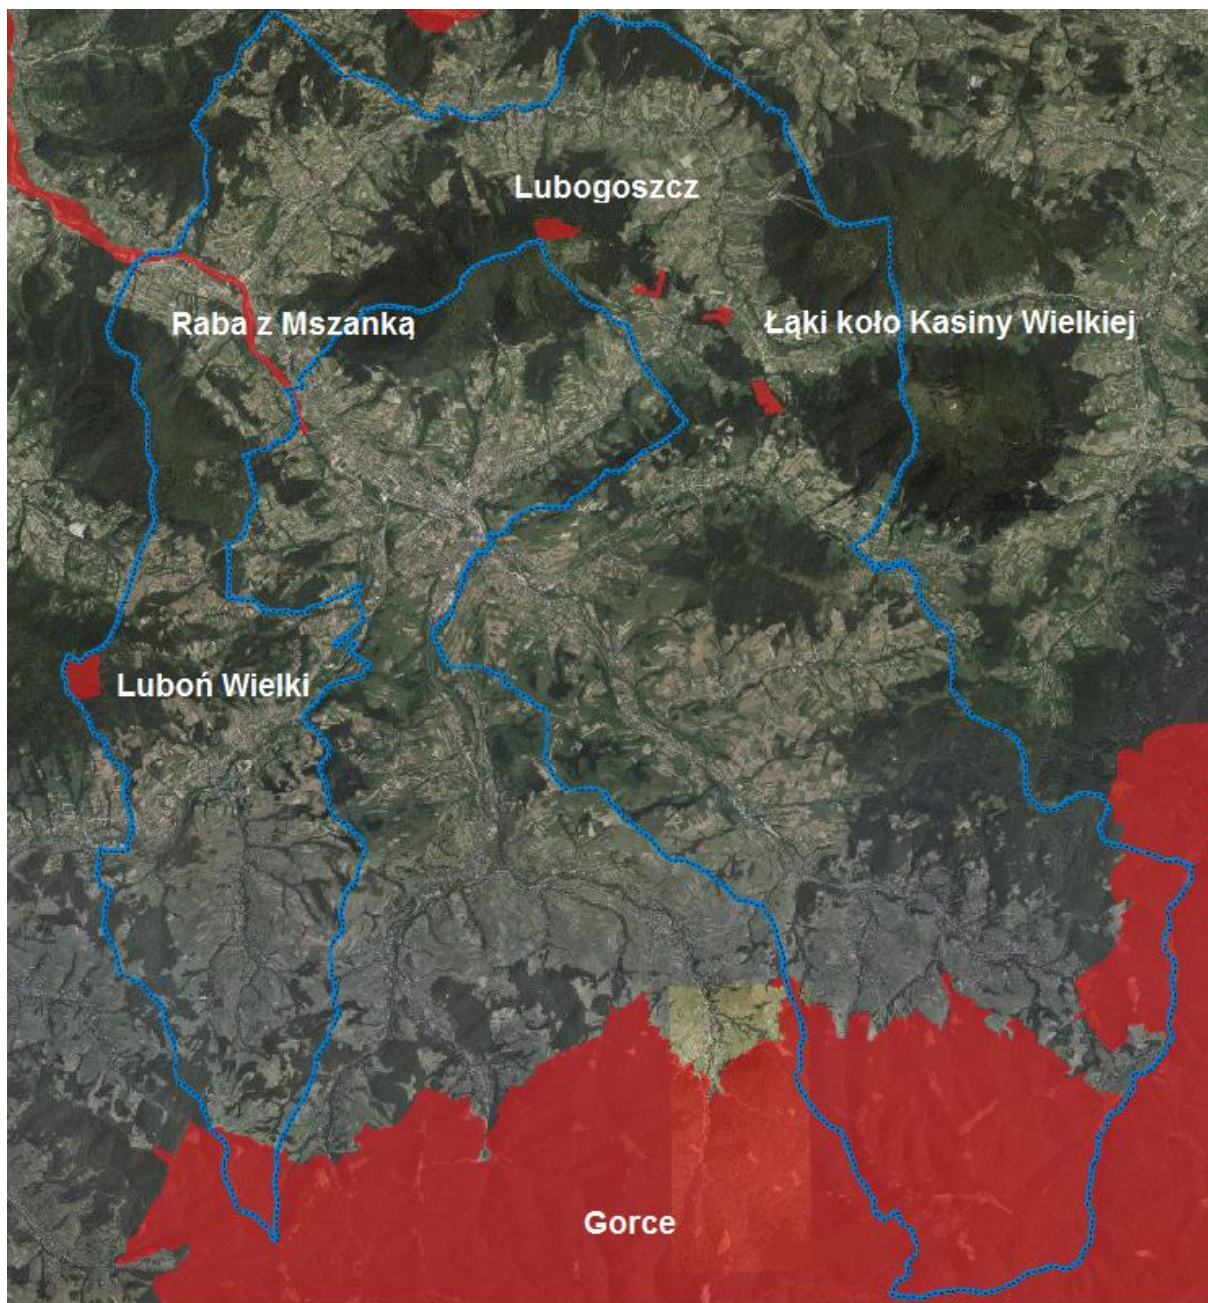 Lubogoszcz
Raba z Mszanką
Łąki koło Kasiny Wielkiej
Luboń Wielki
Gorce